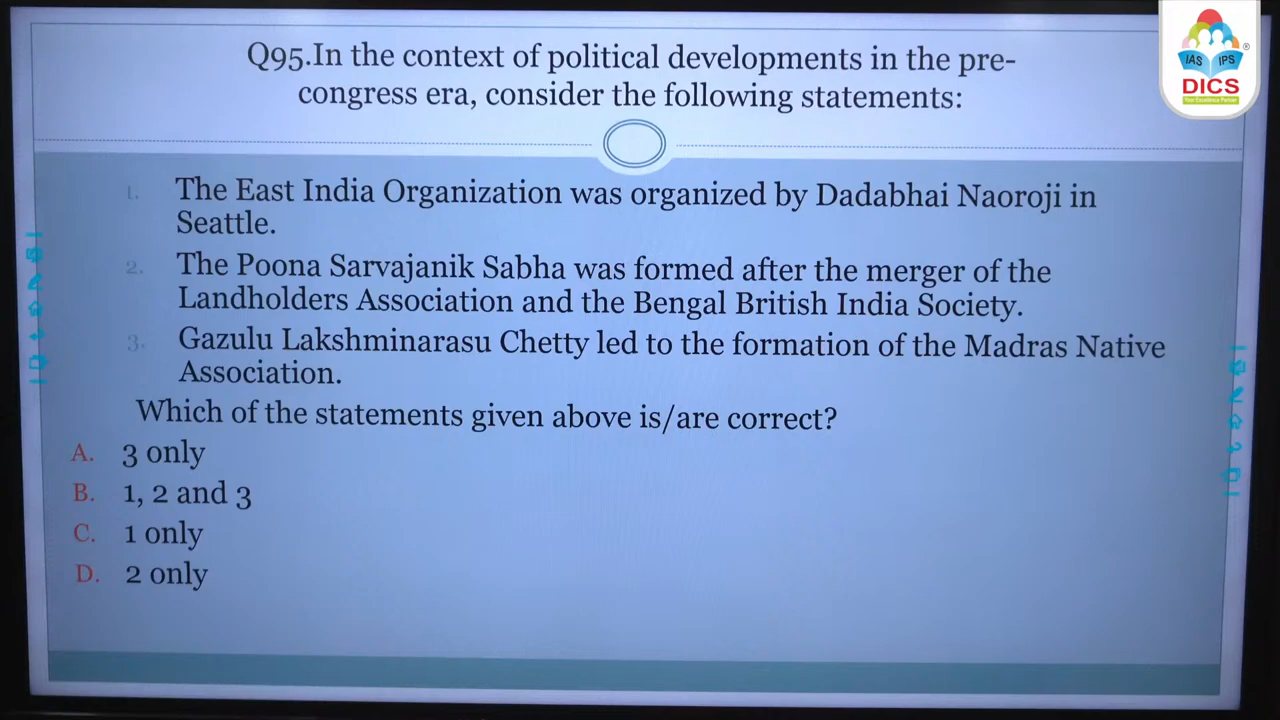 IAS IPS
DICS
Your Excellence Partner
Q95.In the context of political developments in the pre-
congress era, consider the following statements:
1. The East India Organization was organized by Dadabhai Naoroji in
Seattle.
2. The Poona Sarvajanik Sabha was formed after the merger of the
Landholders Association and the Bengal British India Society.
3. Gazulu Lakshminarasu Chetty led to the formation of the Madras Native
Association.
Which of the statements given above is/are correct?
A. 3 only
B. 1, 2 and 3
C. 1 only
D. 2 only